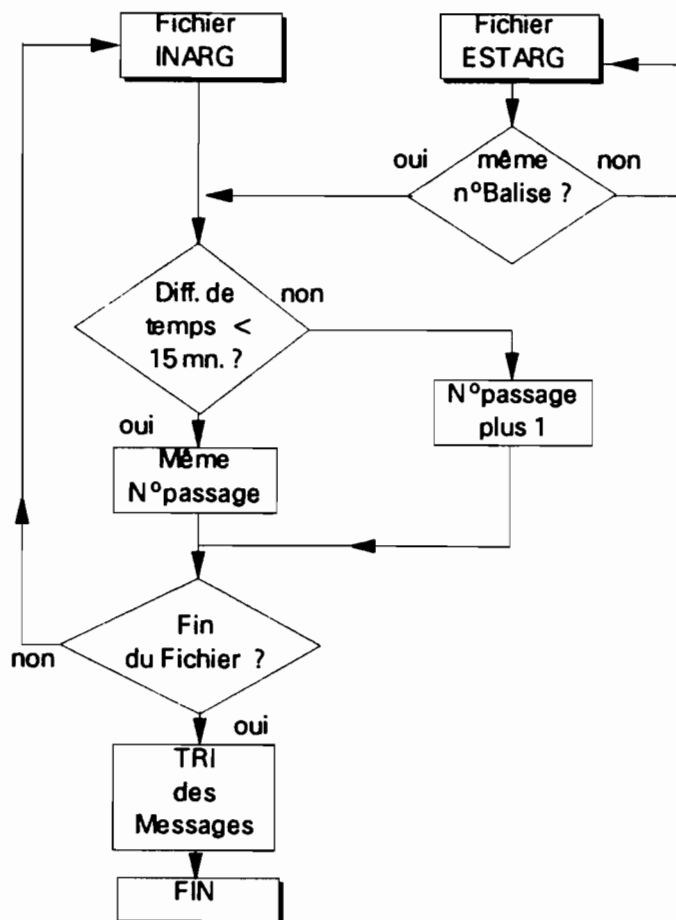 Fichier
INARG
Fichier
ESTARG
oui
même
n°Balise ?
non
Diff. de
temps <
15 mn. ?
non
oui
N°passage
plus 1
Même
N°passage
Fin
du Fichier ?
non
oui
TRI
des
Messages
FIN